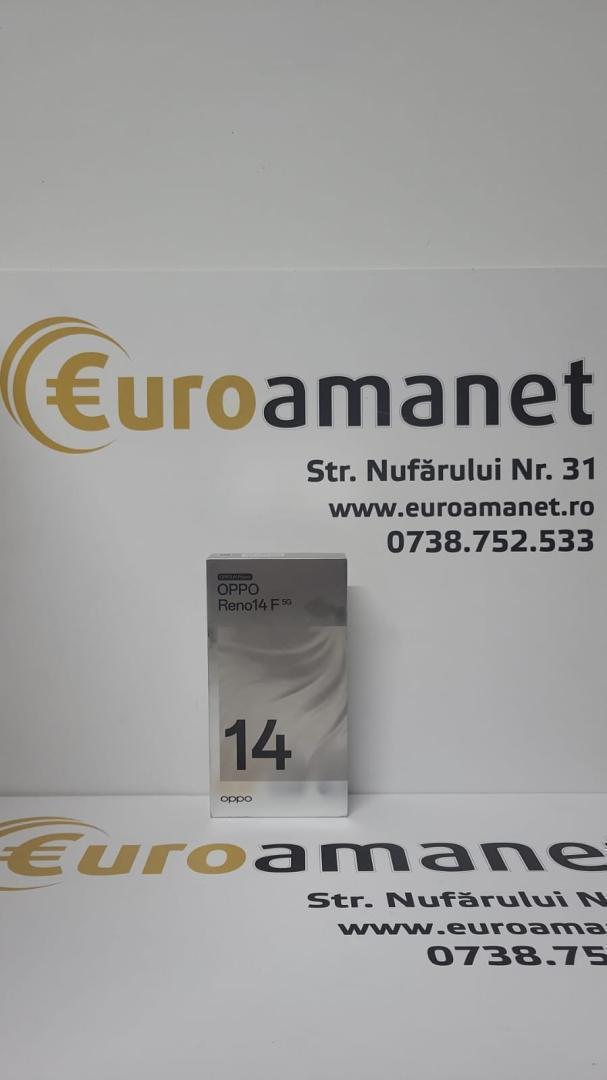 €uroamanet
Str. Nufărului Nr. 31
www.euroamanet.ro
0738.752.533
OPPO
Reno14 F 5G
14
oppo
€uroamane
Str. Nufărului N
www.euroama
0738.75